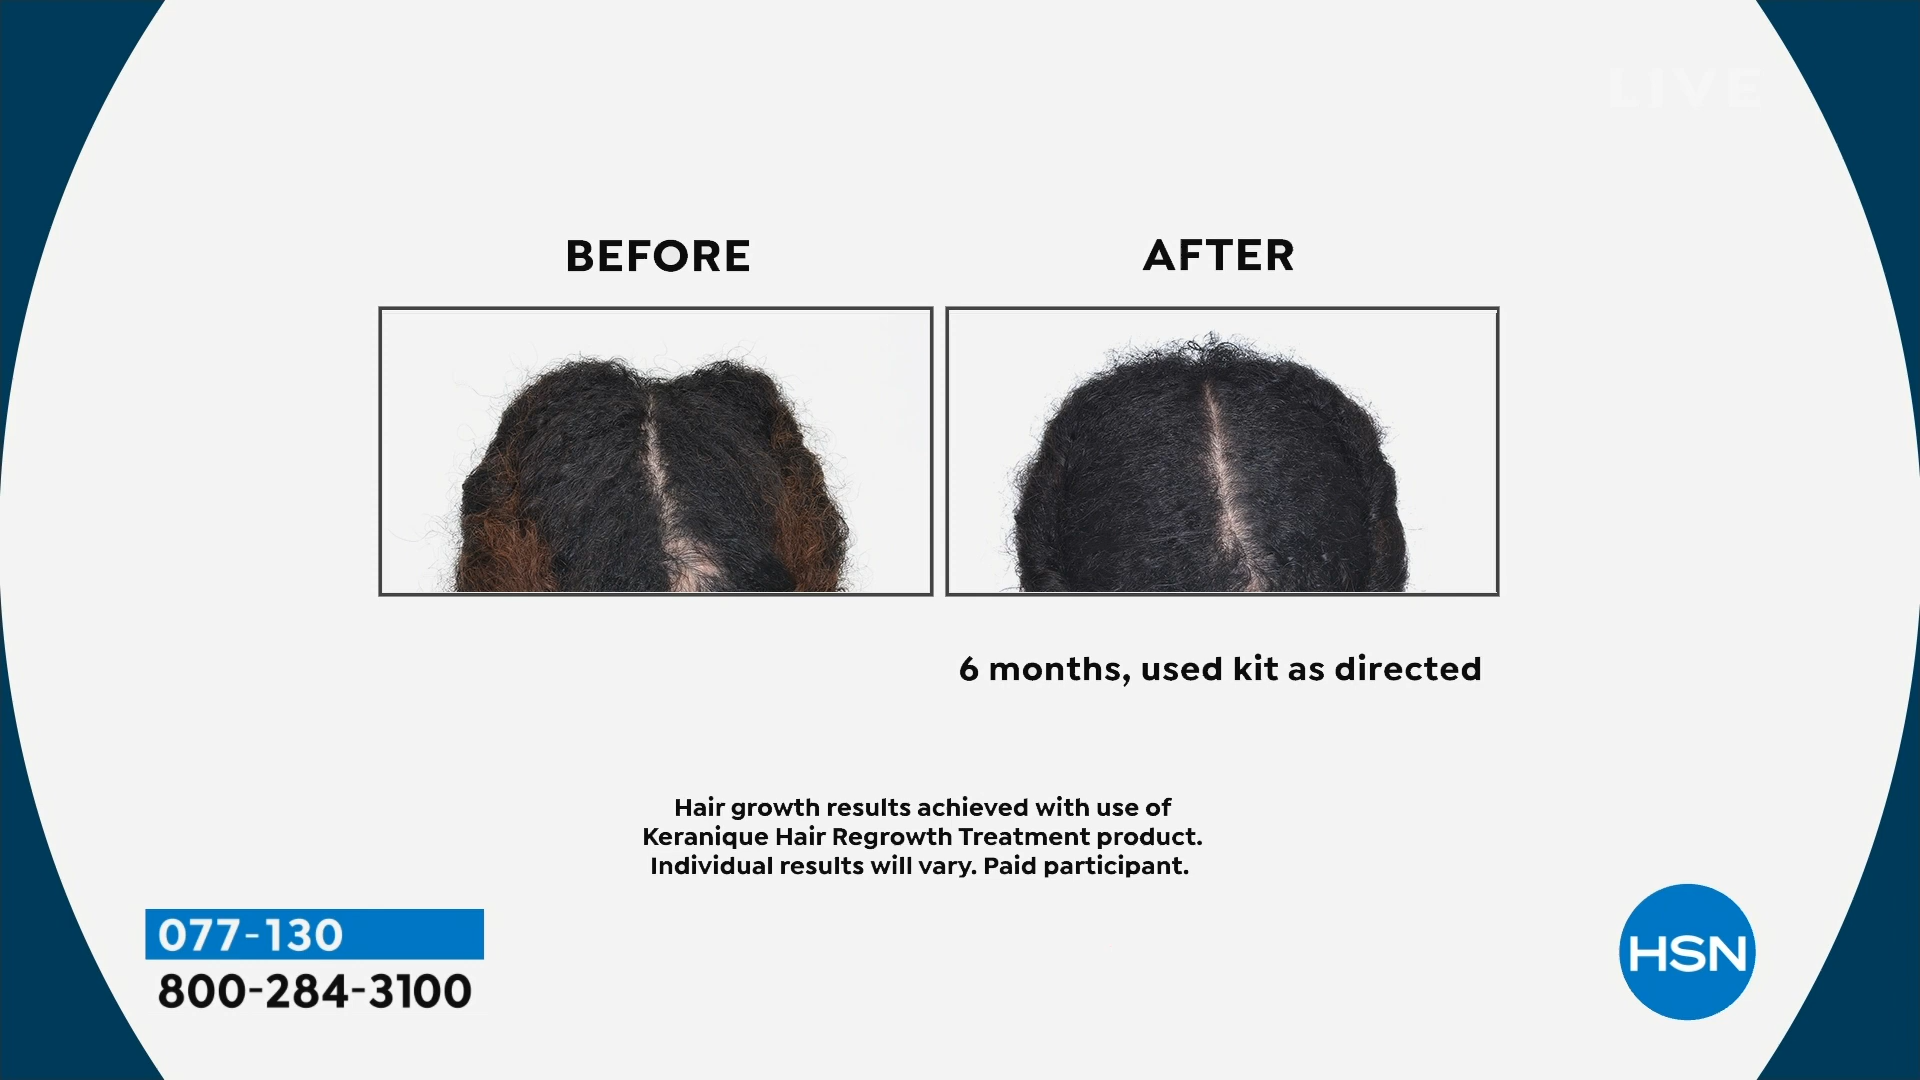 LIVE
BEFORE
AFTER
6 months, used kit as directed
Hair growth results achieved with use of
Keranique Hair Regrowth Treatment product.
Individual results will vary. Paid participant.
077-130
800-284-3100
HSN